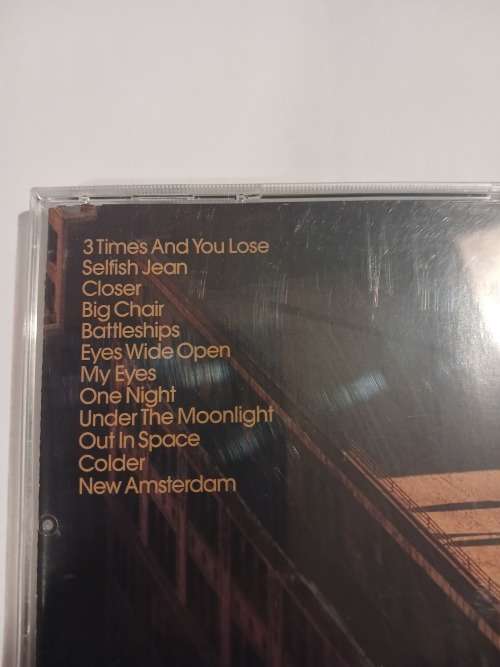 3 Times And You Lose
Selfish Jean
Closer
Big Chair
Battleships
Eyes Wide Open
My Eyes
One Night
Under The Moonlight
Out In Space
Colder
New Amsterdam